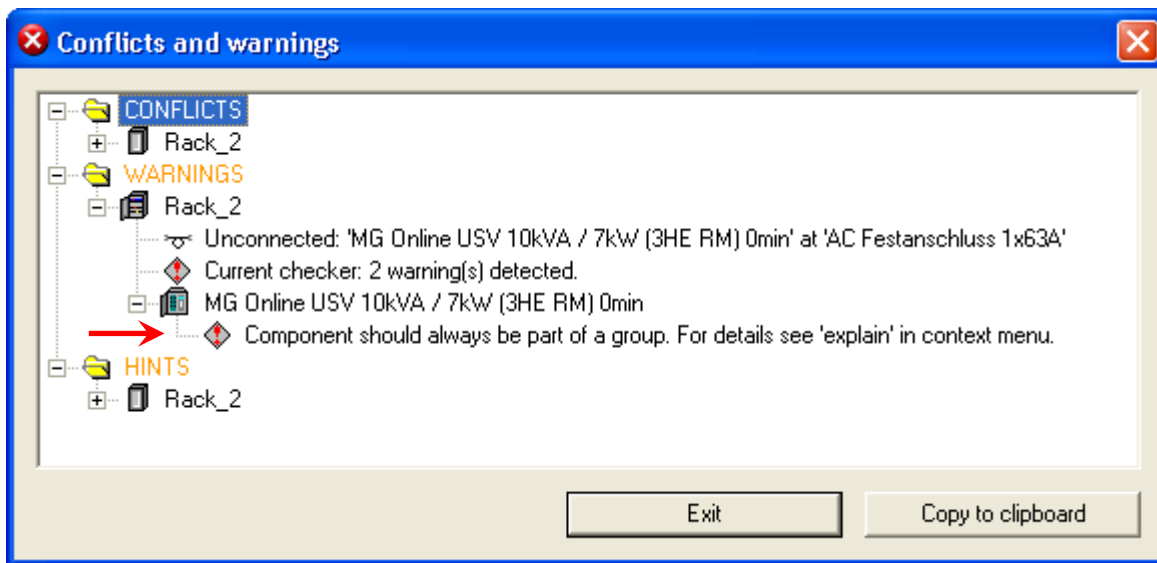 Conflicts and warnings
CONFLICTS
Rack_2
WARNINGS
Rack_2
Unconnected: 'MG Online USV 10kVA / 7kW (3HE RM) 0min' at 'AC Festanschluss 1x63A'
Current checker: 2 warning(s) detected.
MG Online USV 10kVA / 7kW (3HE RM) 0min
Component should always be part of a group. For details see 'explain' in context menu.
HINTS
Rack_2
Exit Copy to clipboard